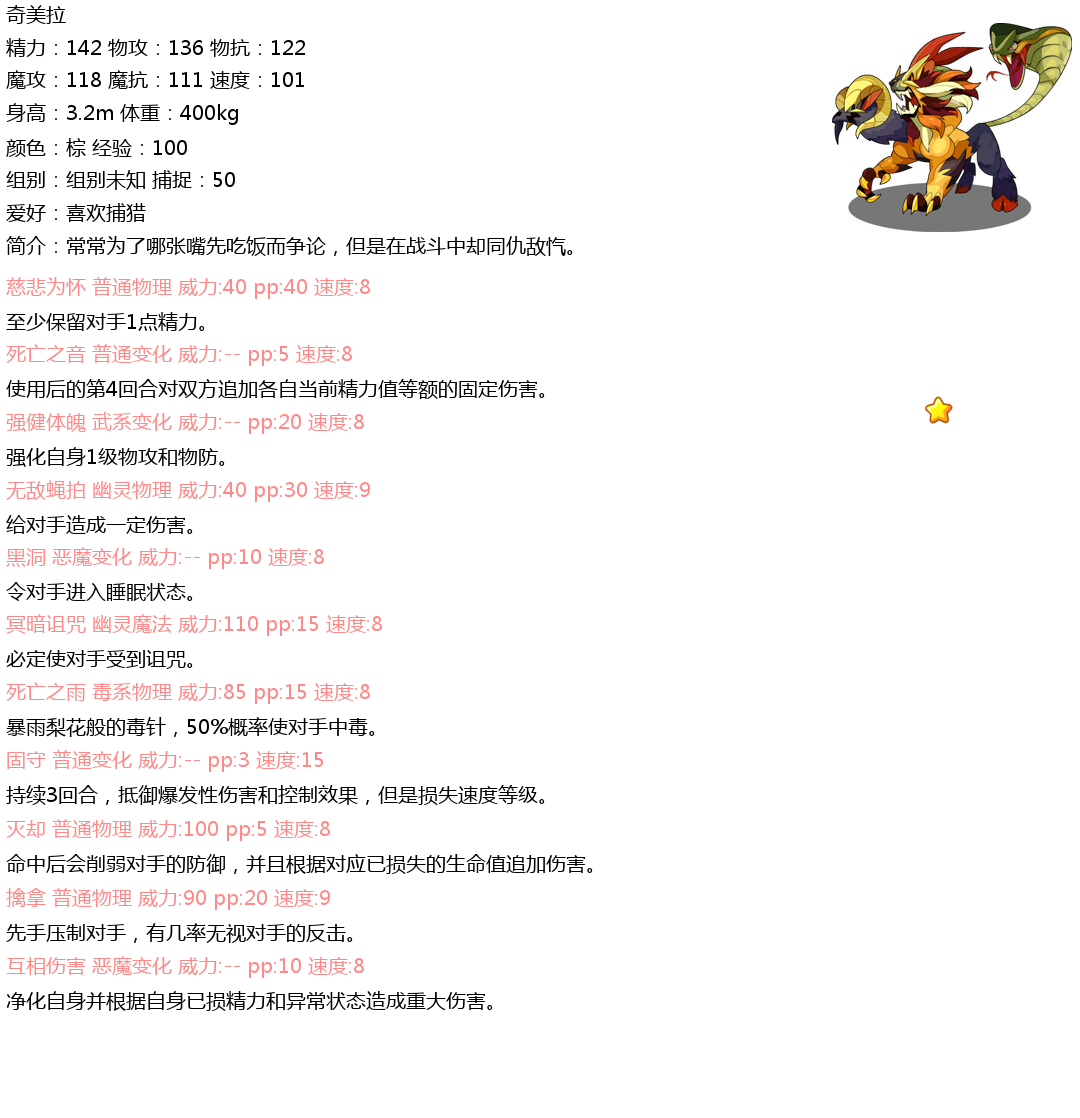 奇美拉
精力：142 物攻：136 物抗：122
魔攻：118 魔抗：111 速度：101
身高：3.2m 体重：400kg
颜色：棕 经验：100
组别：组别未知 捕捉：50
爱好：喜欢捕猎
简介：常常为了哪张嘴先吃饭而争论，但是在战斗中却同仇敌忾。
慈悲为怀 普通物理 威力:40 pp:40 速度:8
至少保留对手1点精力。
死亡之音 普通变化 威力:-- pp:5 速度:8
使用后的第4回合对双方追加各自当前精力值等额的固定伤害。
强健体魄 武系变化 威力:-- pp:20 速度:8
强化自身1级物攻和物防。
无敌蝇拍 幽灵物理 威力:40 pp:30 速度:9
给对手造成一定伤害。
黑洞 恶魔变化 威力:-- pp:10 速度:8
令对手进入睡眠状态。
冥暗诅咒 幽灵魔法 威力:110 pp:15 速度:8
必定使对手受到诅咒。
死亡之雨 毒系物理 威力:85 pp:15 速度:8
暴雨梨花般的毒针，50%概率使对手中毒。
固守 普通变化 威力:-- pp:3 速度:15
持续3回合，抵御爆发性伤害和控制效果，但是损失速度等级。
灭却 普通物理 威力:100 pp:5 速度:8
命中后会削弱对手的防御，并且根据对应已损失的生命值追加伤害。
擒拿 普通物理 威力:90 pp:20 速度:9
先手压制对手，有几率无视对手的反击。
互相伤害 恶魔变化 威力:-- pp:10 速度:8
净化自身并根据自身已损精力和异常状态造成重大伤害。